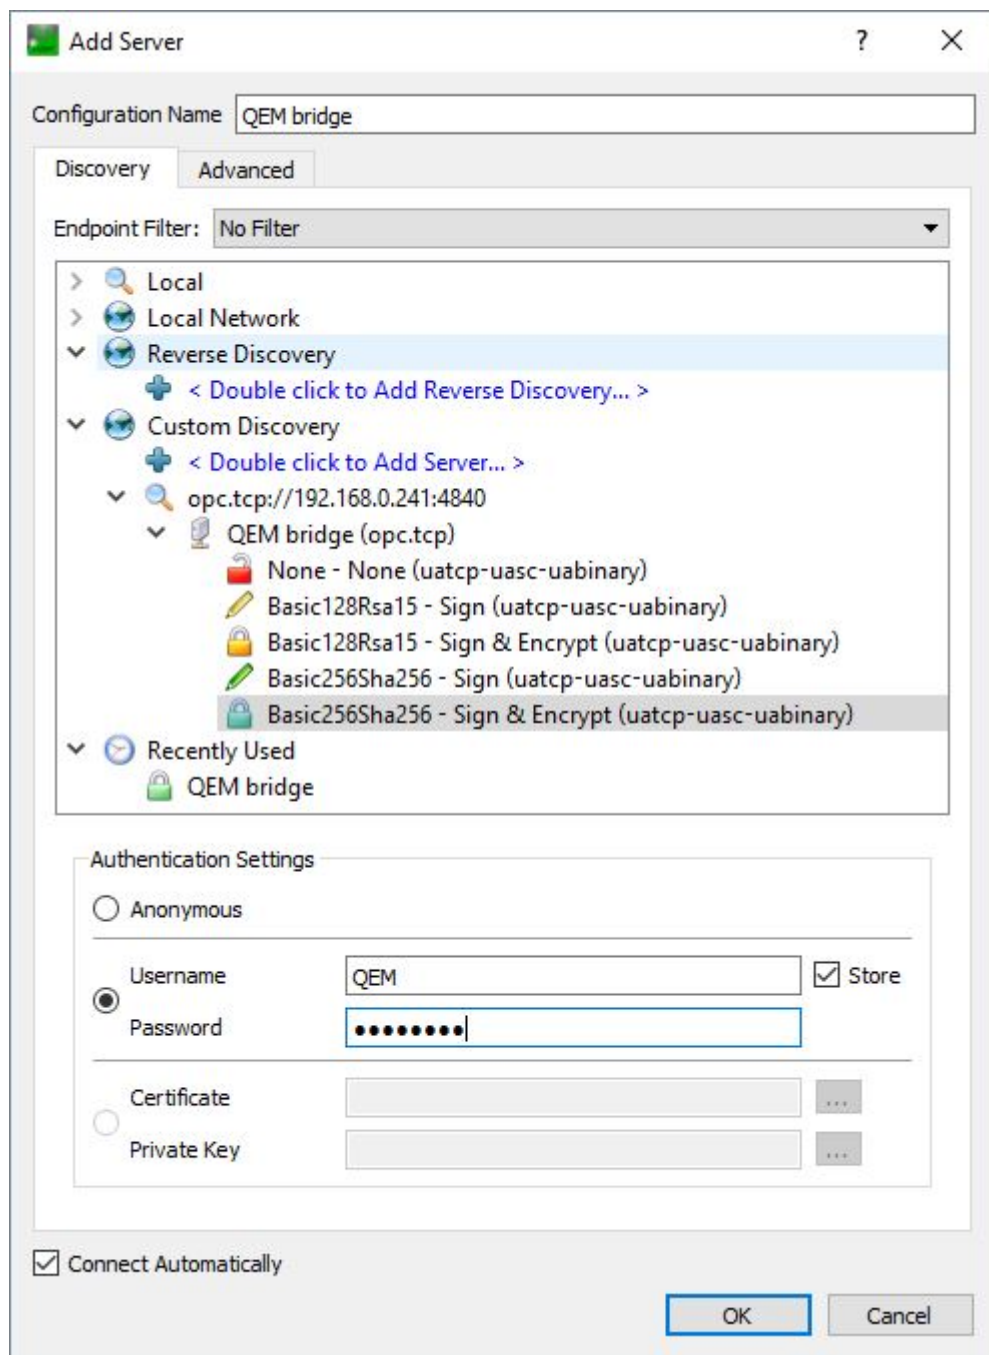 Add Server
?
Configuration Name QEM bridge
Discovery Advanced
Endpoint Filter: No Filter
Local
Local Network
Reverse Discovery
< Double click to Add Reverse Discovery... >
Custom Discovery
< Double click to Add Server... >
opc.tcp://192.168.0.241:4840
QEM bridge (opc.tcp)
None - None (uatcp-uasc-uabinary)
Basic128Rsa15 - Sign (uatcp-uasc-uabinary)
Basic128Rsa15 - Sign & Encrypt (uatcp-uasc-uabinary)
Basic256Sha256 - Sign (uatcp-uasc-uabinary)
Basic256Sha256 - Sign & Encrypt (uatcp-uasc-uabinary)
Recently Used
QEM bridge
Authentication Settings
Anonymous
Username QEM Store
Password ●●●●●●●●
Certificate ...
Private Key ...
Connect Automatically
OK Cancel